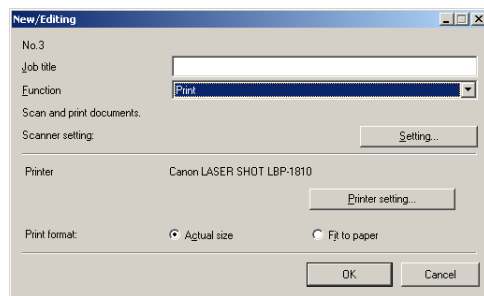 New/Editing
No.3
Job title
Function Print
Scan and print documents.
Scanner setting: Setting...
Printer Canon LASER SHOT LBP-1810
Printer setting...
Print format: Actual size Fit to paper
OK Cancel